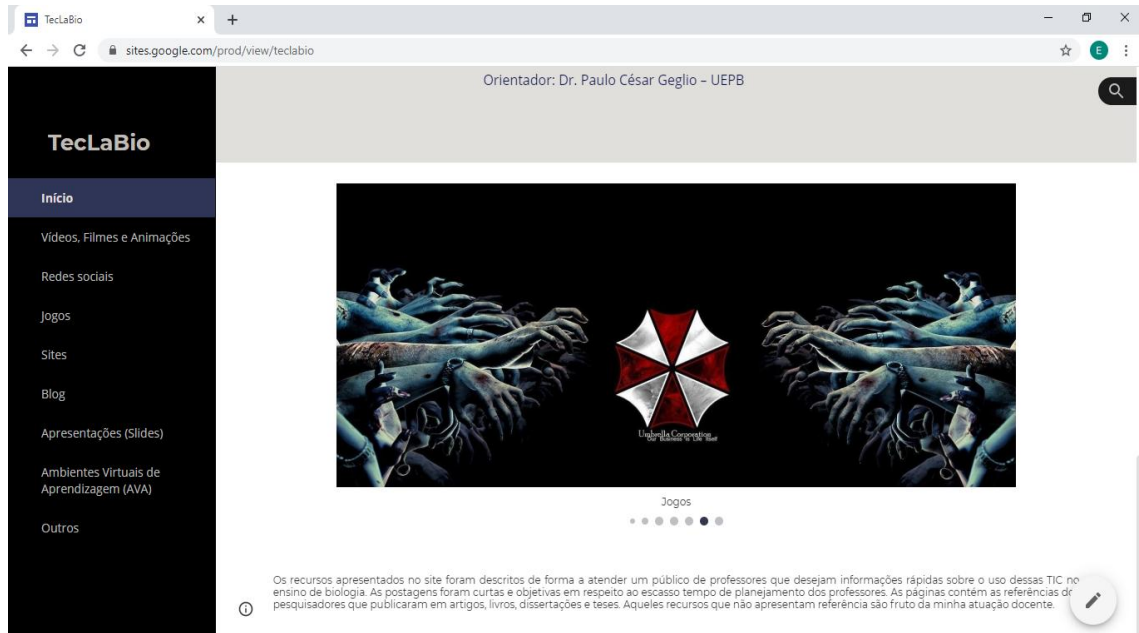 TecLaBio
sites.google.com/prod/view/teclabio
E
Orientador: Dr. Paulo César Geglio – UEPB
TecLaBio
Início
Vídeos, Filmes e Animações
Redes sociais
Jogos
Sites
Blog
Apresentações (Slides)
Ambientes Virtuais de
Aprendizagem (AVA)
Outros
Umbrella Corporation
Our Business Is Life Itself
Jogos
Os recursos apresentados no site foram descritos de forma a atender um público de professores que desejam informações rápidas sobre o uso dessas TIC no
ensino de biologia. As postagens foram curtas e objetivas em respeito ao escasso tempo de planejamento dos professores. As páginas contém as referências
pesquisadores que publicaram em artigos, livros, dissertações e teses. Aqueles recursos que não apresentam referência são fruto da minha atuação docente.